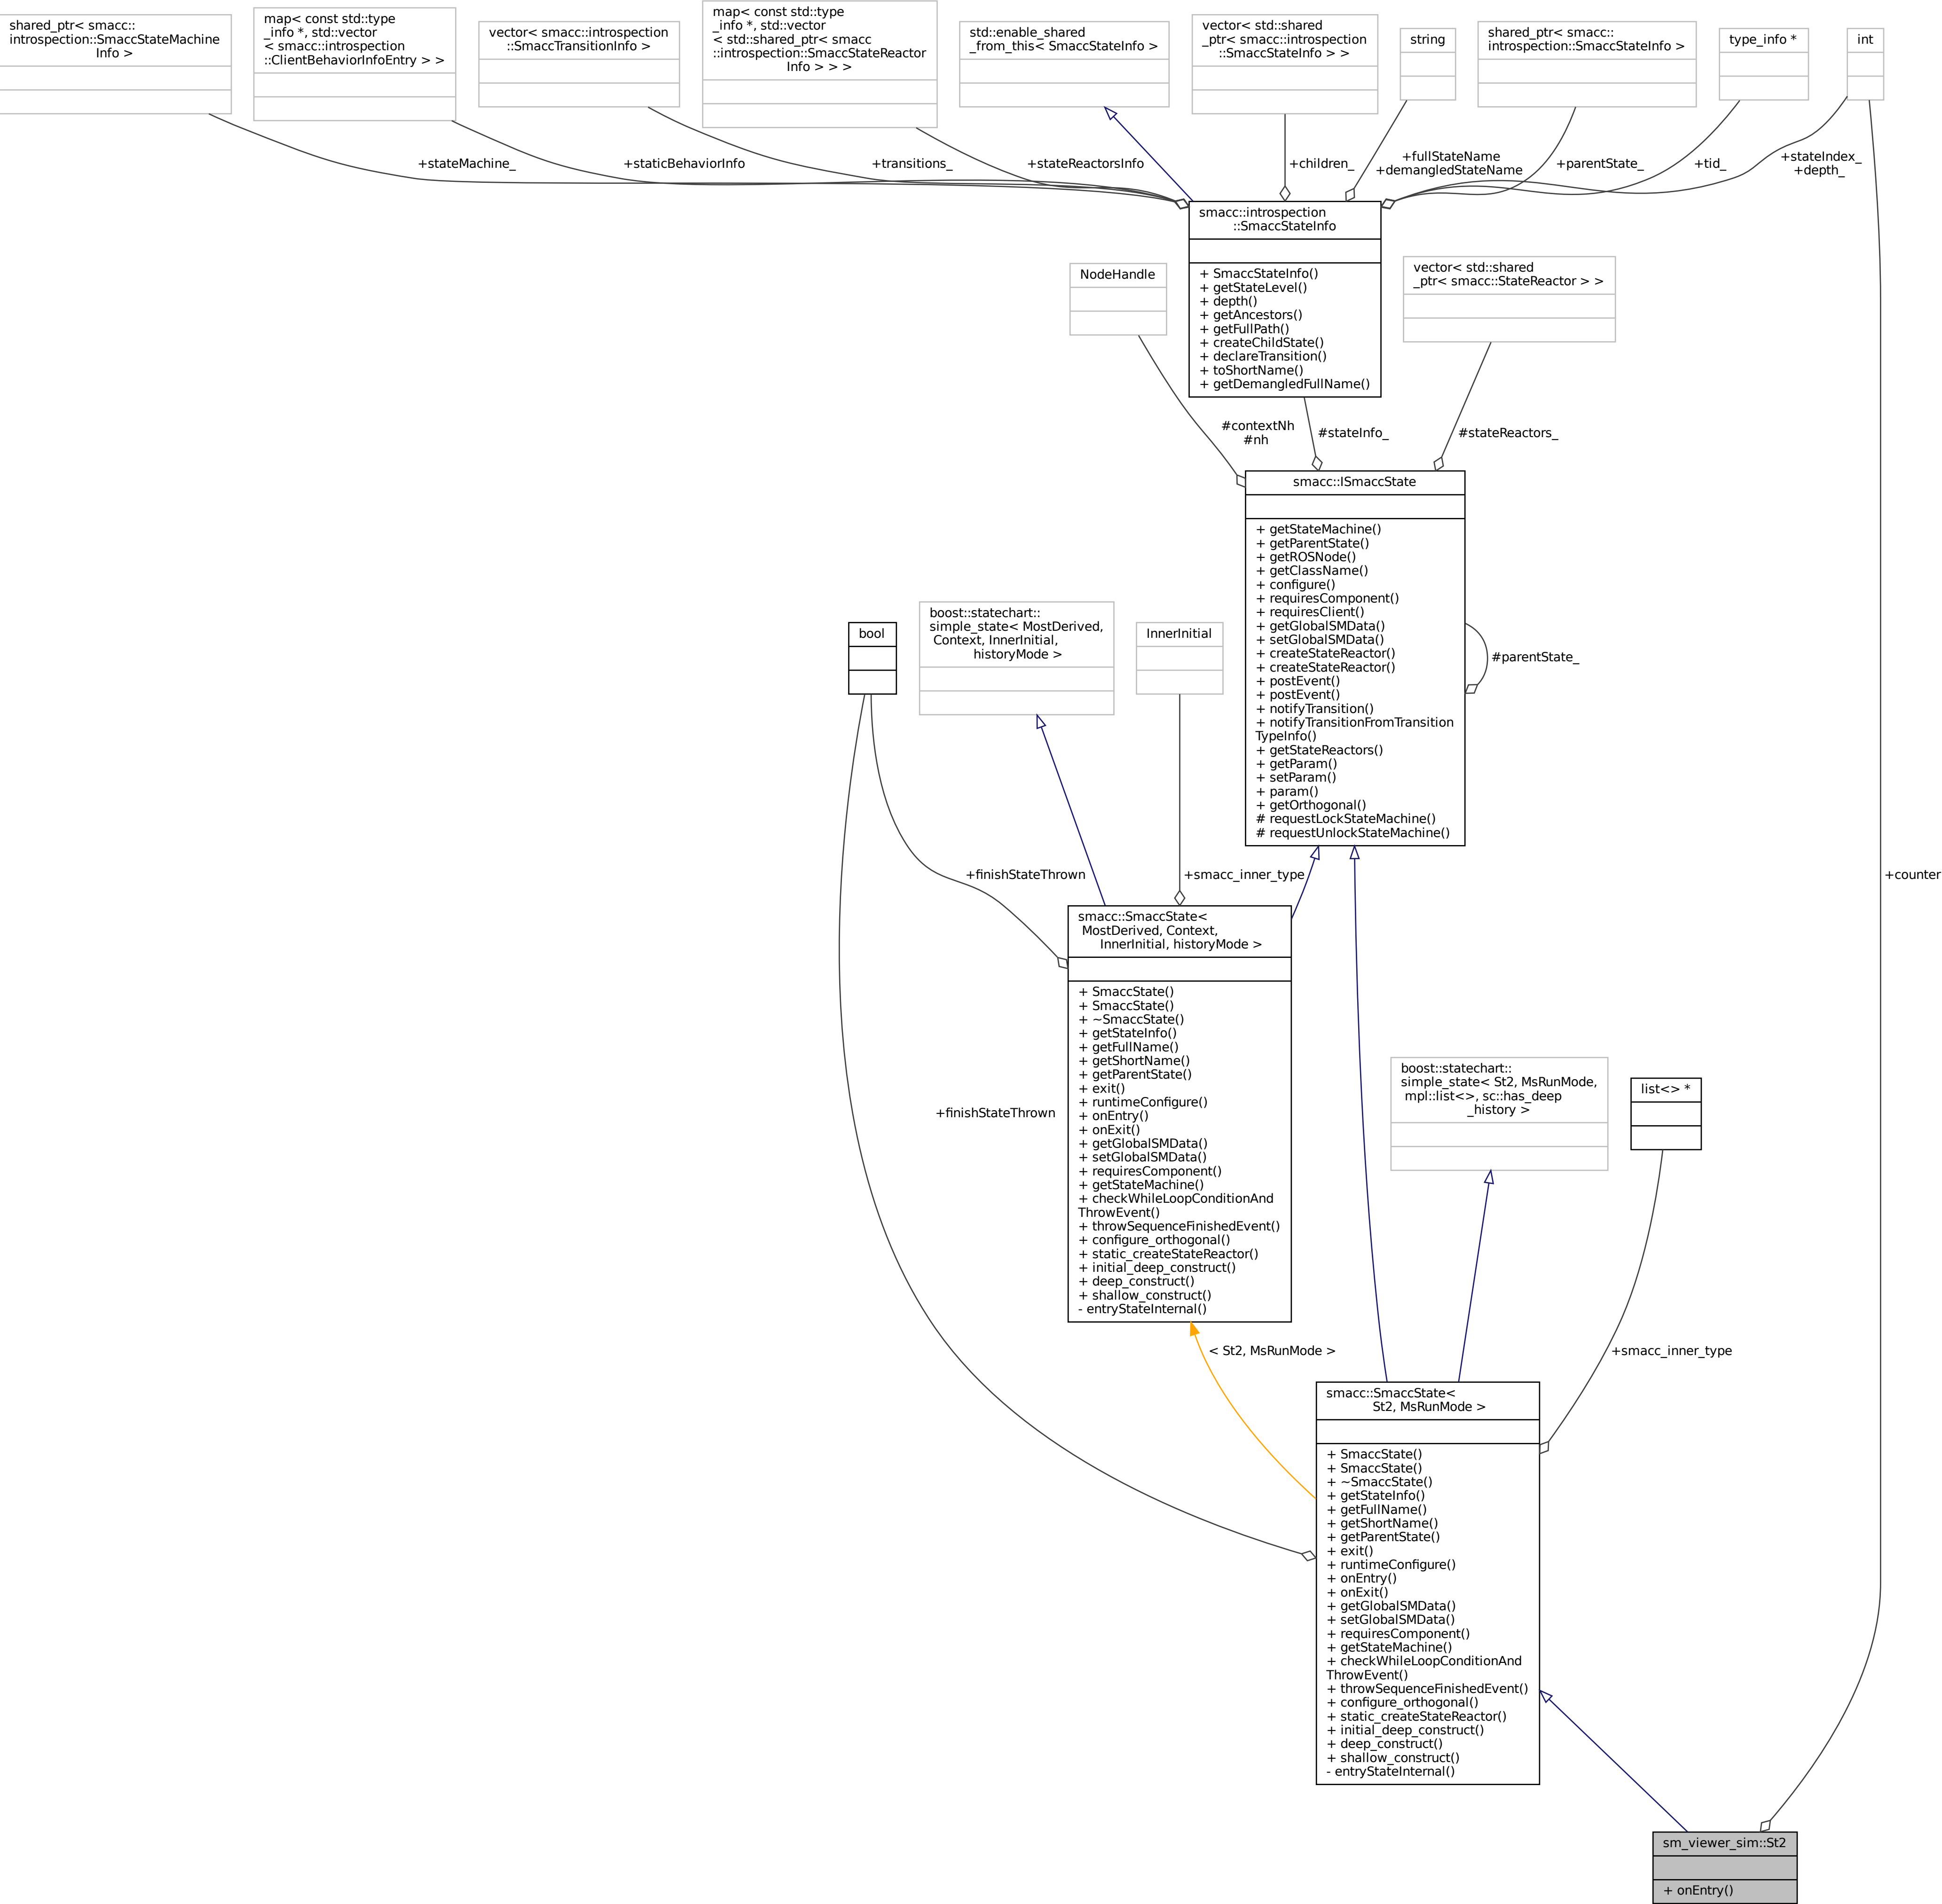 shared_ptr< smacc::
introspection::SmaccStateMachine
Info >
map< const std::type
_info *, std::vector
< smacc::introspection
::ClientBehaviorInfoEntry > >
vector< smacc::introspection
::SmaccTransitionInfo >
map< const std::type
_info *, std::vector
< std::shared_ptr< smacc
::introspection::SmaccStateReactor
Info > > >
std::enable_shared
_from_this< SmaccStateInfo >
vector< std::shared
_ptr< smacc::introspection
::SmaccStateInfo > >
string
shared_ptr< smacc::
introspection::SmaccStateInfo >
type_info *
int
+stateMachine_
+staticBehaviorInfo
+transitions_
+stateReactorsInfo
+children_
+fullStateName
+demangledStateName
+parentState_
+tid_
+stateIndex_
+depth_
smacc::introspection
::SmaccStateInfo
+ SmaccStateInfo()
+ getStateLevel()
+ depth()
+ getAncestors()
+ getFullPath()
+ createChildState()
+ declareTransition()
+ toShortName()
+ getDemangledFullName()
NodeHandle
vector< std::shared
_ptr< smacc::StateReactor > >
#contextNh
#nh
#stateInfo_
#stateReactors_
smacc::ISmaccState
+ getStateMachine()
+ getParentState()
+ getROSNode()
+ getClassName()
+ configure()
+ requiresComponent()
+ requiresClient()
+ getGlobalSMData()
+ setGlobalSMData()
+ createStateReactor()
+ createStateReactor()
+ postEvent()
+ postEvent()
+ notifyTransition()
+ notifyTransitionFromTransition
TypeInfo()
+ getStateReactors()
+ getParam()
+ setParam()
+ param()
+ getOrthogonal()
# requestLockStateMachine()
# requestUnlockStateMachine()
#parentState_
bool
boost::statechart::
simple_state< MostDerived,
Context, InnerInitial,
historyMode >
InnerInitial
+finishStateThrown
+smacc_inner_type
+counter
smacc::SmaccState<
MostDerived, Context,
InnerInitial, historyMode >
+ SmaccState()
+ SmaccState()
+ ~SmaccState()
+ getStateInfo()
+ getFullName()
+ getShortName()
+ getParentState()
+ exit()
+ runtimeConfigure()
+ onEntry()
+ onExit()
+ getGlobalSMData()
+ setGlobalSMData()
+ requiresComponent()
+ getStateMachine()
+ checkWhileLoopConditionAnd
ThrowEvent()
+ throwSequenceFinishedEvent()
+ configure_orthogonal()
+ static_createStateReactor()
+ initial_deep_construct()
+ deep_construct()
+ shallow_construct()
- entryStateInternal()
+finishStateThrown
boost::statechart::
simple_state< St2, MsRunMode,
mpl::list<>, sc::has_deep
_history >
list<> *
< St2, MsRunMode >
+smacc_inner_type
smacc::SmaccState<
St2, MsRunMode >
+ SmaccState()
+ SmaccState()
+ ~SmaccState()
+ getStateInfo()
+ getFullName()
+ getShortName()
+ getParentState()
+ exit()
+ runtimeConfigure()
+ onEntry()
+ onExit()
+ getGlobalSMData()
+ setGlobalSMData()
+ requiresComponent()
+ getStateMachine()
+ checkWhileLoopConditionAnd
ThrowEvent()
+ throwSequenceFinishedEvent()
+ configure_orthogonal()
+ static_createStateReactor()
+ initial_deep_construct()
+ deep_construct()
+ shallow_construct()
- entryStateInternal()
sm_viewer_sim::St2
+ onEntry()